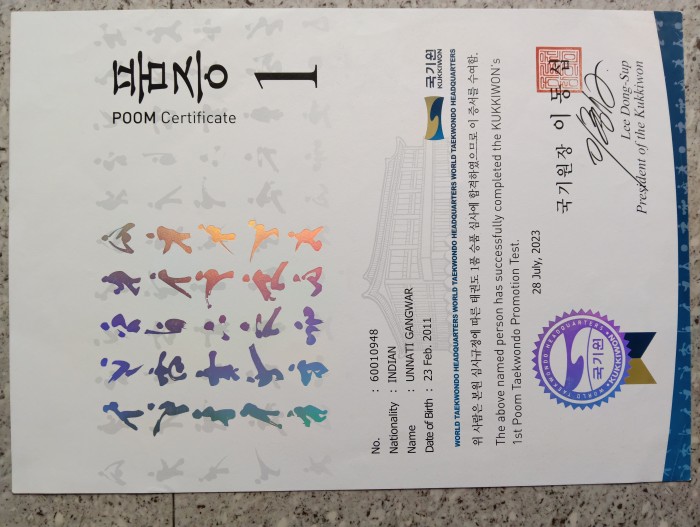 품증
POOM Certificate
1
국기원
KUKKIWON
No. : 60010948
Nationality : INDIAN
Name : UNNATI GANGWAR
Date of Birth : 23 Feb. 2011
WORLD TAEKWONDO HEADQUARTERS WORLD TAEKWONDO HEADQUARTERS WORLD TAEKWONDO HEADQUARTERS
위 사람은 본원 심사규정에 따른 태권도 1품 승품 심사에 합격하였으므로 이 증서를 수여함.
The above named person has successfully completed the KUKKIWON's
1st Poom Taekwondo Promotion Test.
28 July, 2023
국기원장 이동섭
Lee Dong-Sup
President of the Kukkiwon
WORLD TAEKWONDO HEADQUARTERS
국기원
KUKKIWON